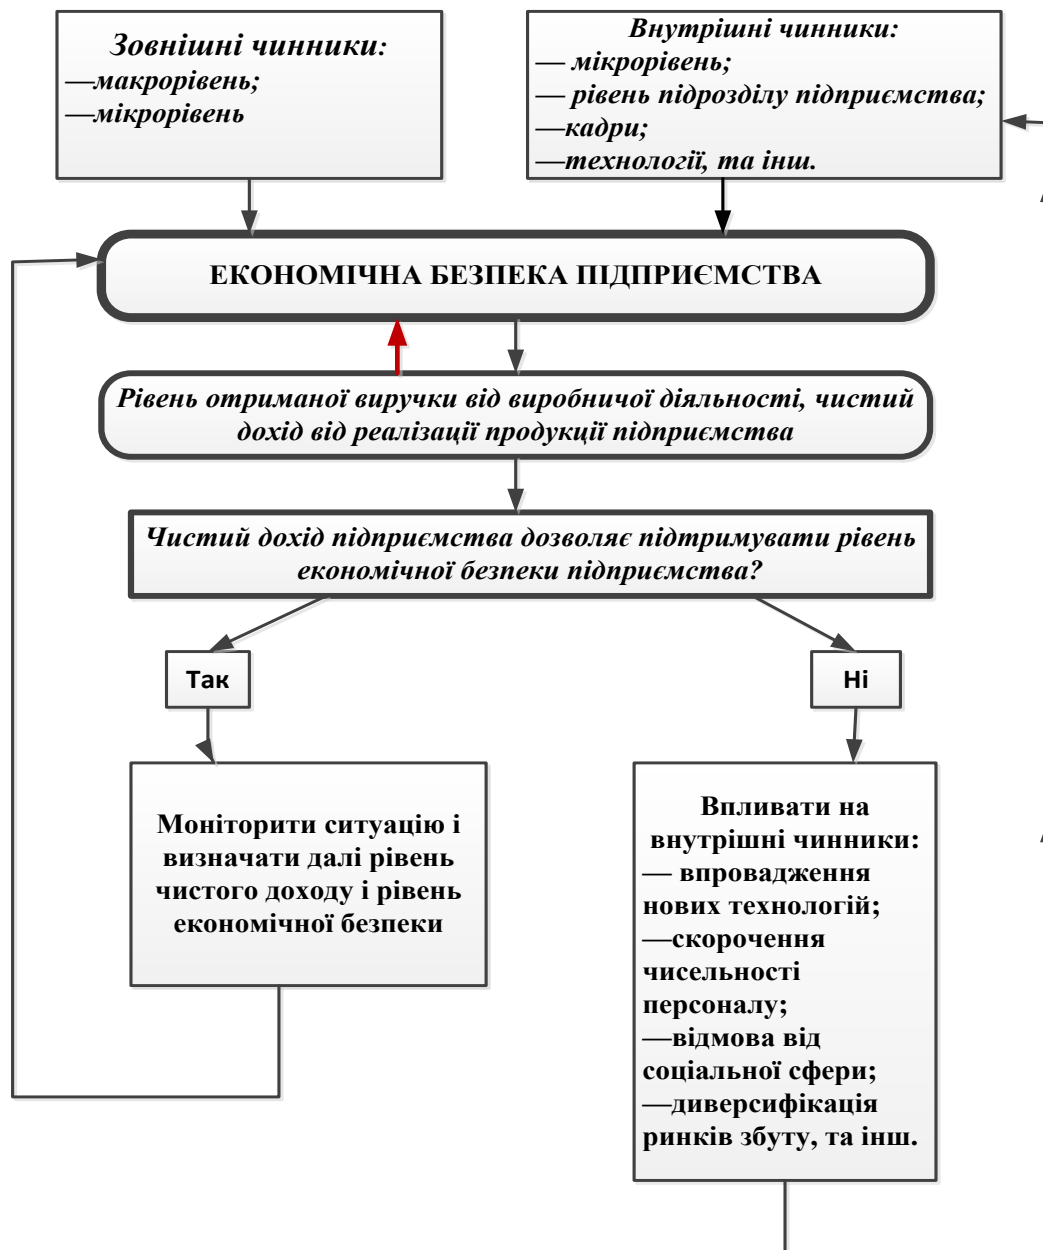 Зовнішні чинники:
—макрорівень;
—мікрорівень
Внутрішні чинники:
— мікрорівень;
— рівень підрозділу підприємства;
—кадри;
—технології, та інш.
ЕКОНОМІЧНА БЕЗПЕКА ПІДПРИЄМСТВА
Рівень отриманої виручки від виробничої діяльності, чистий
дохід від реалізації продукції підприємства
Чистий дохід підприємства дозволяє підтримувати рівень
економічної безпеки підприємства?
Так
Ні
Моніторити ситуацію і
визначати далі рівень
чистого доходу і рівень
економічної безпеки
Впливати на
внутрішні чинники:
— впровадження
нових технологій;
—скорочення
чисельності
персоналу;
—відмова від
соціальної сфери;
—диверсифікація
ринків збуту, та інш.